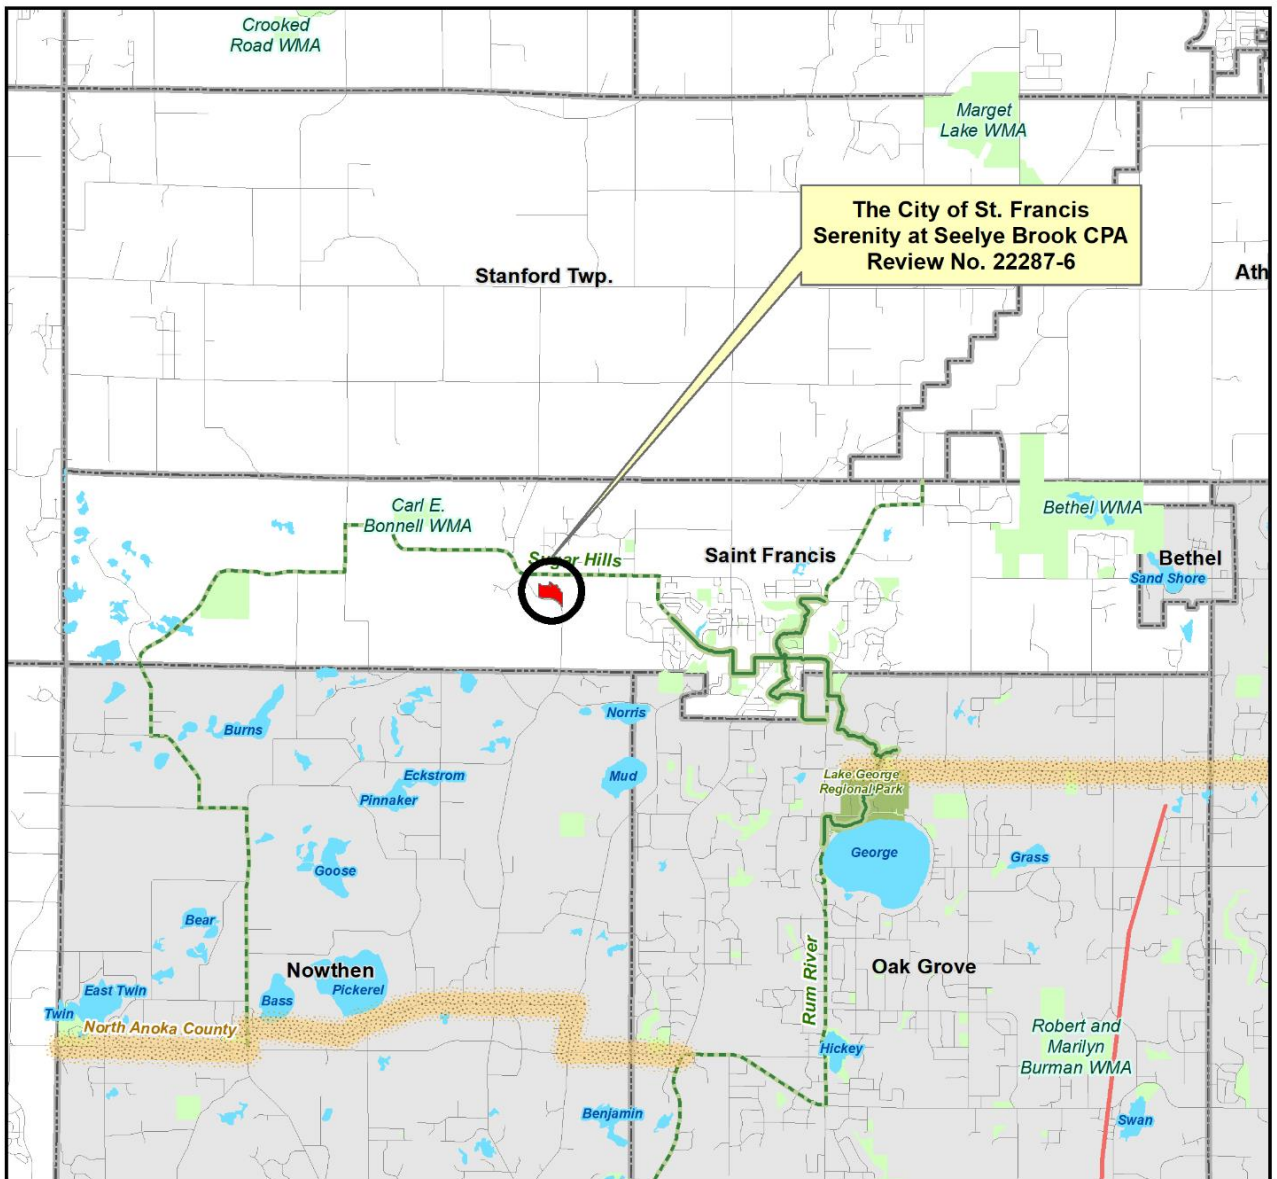 Crooked
Road WMA
Marget
Lake WMA
The City of St. Francis
Serenity at Seelye Brook CPA
Review No. 22287-6
Stanford Twp.
Ath
Carl E.
Bonnell WMA
Bethel WMA
Sugar Hills
Saint Francis
Bethel
Sand Shore
Norris
Burns
Eckstrom
Mud
Pinnaker
Lake George
Regional Park
George
Grass
Goose
Bear
Nowthen
Oak Grove
Rum River
East Twin
Bass
Pickerel
Twin
North Anoka County
Robert and
Marilyn
Burman WMA
Hickey
Benjamin
Swan